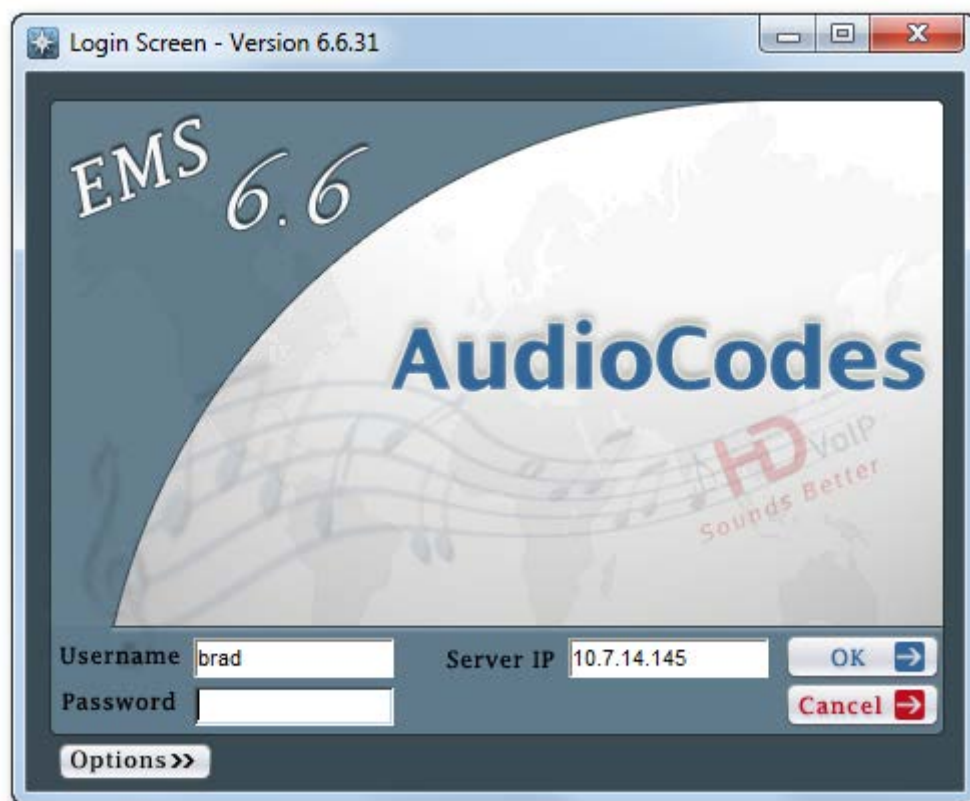 Login Screen - Version 6.6.31
EMS
6.6
AudioCodes
HD VoIP
Sounds Better
Username brad
Server IP 10.7.14.145
OK
Password
Cancel
Options>>